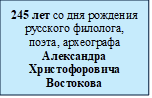 245 лет со дня рождения
русского филолога,
поэта, археографа
Александра
Христофоровича
Востокова